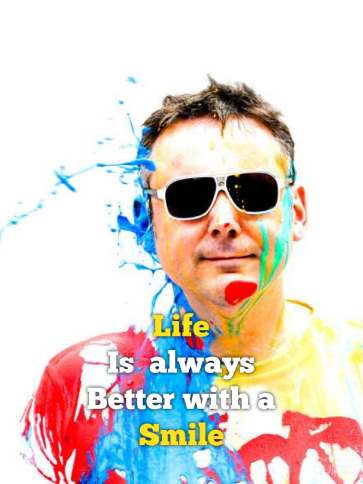 Life
Is always
Better with a
Smile